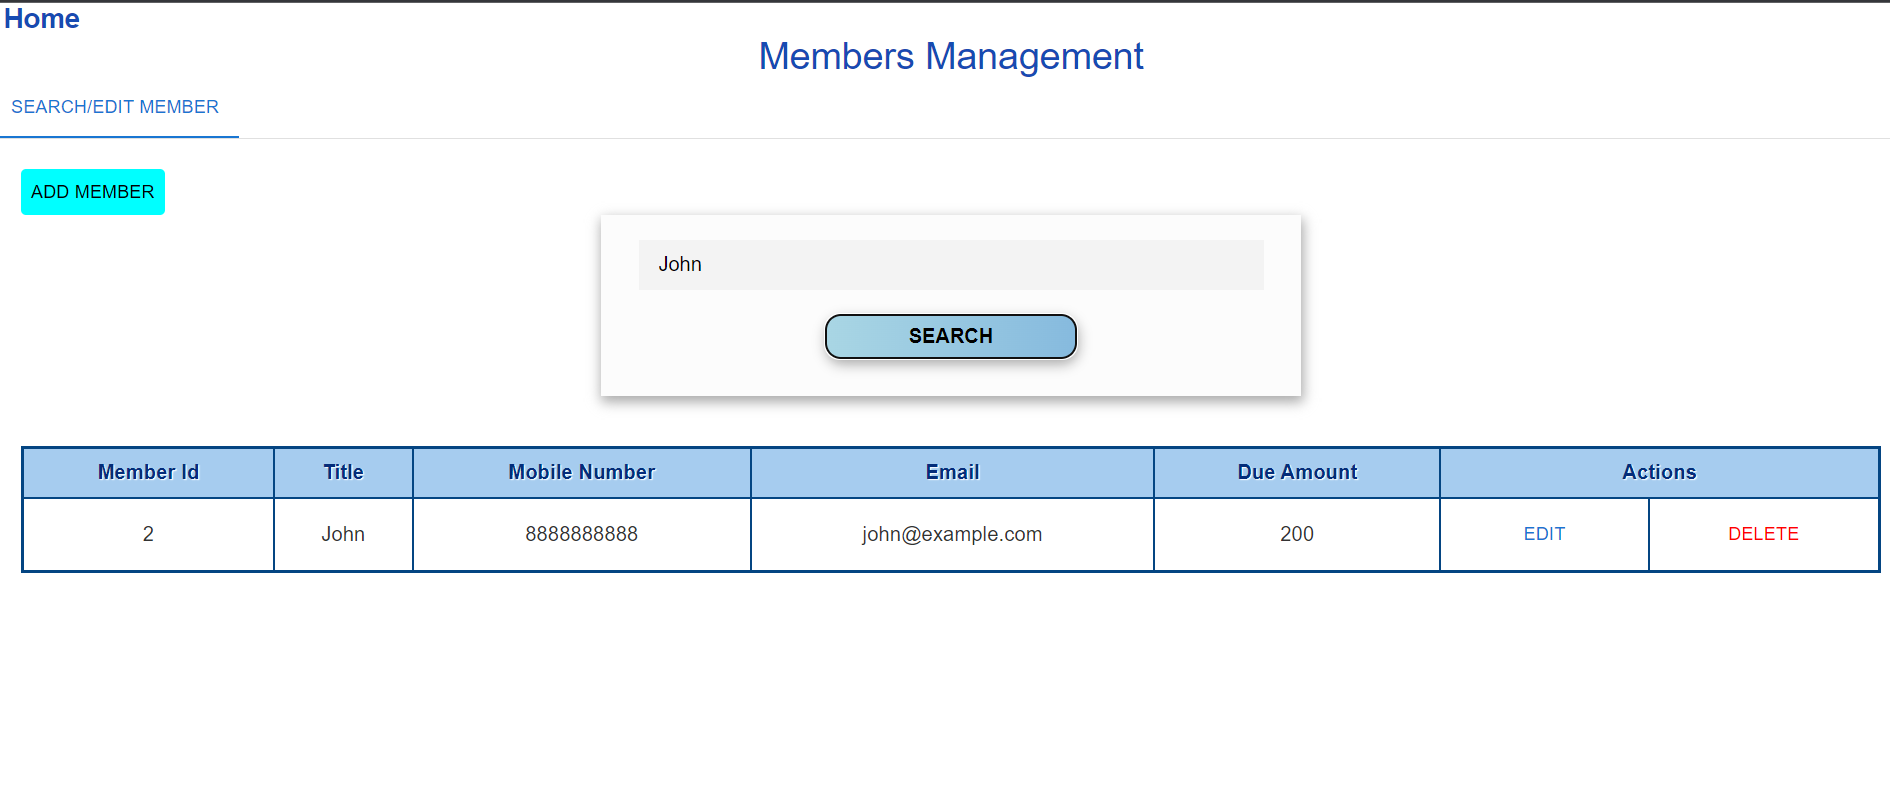 Home
Members Management
SEARCH/EDIT MEMBER
ADD MEMBER
John
SEARCH
Member Id Title Mobile Number Email Due Amount Actions
2 John 8888888888 john@example.com 200 EDIT DELETE